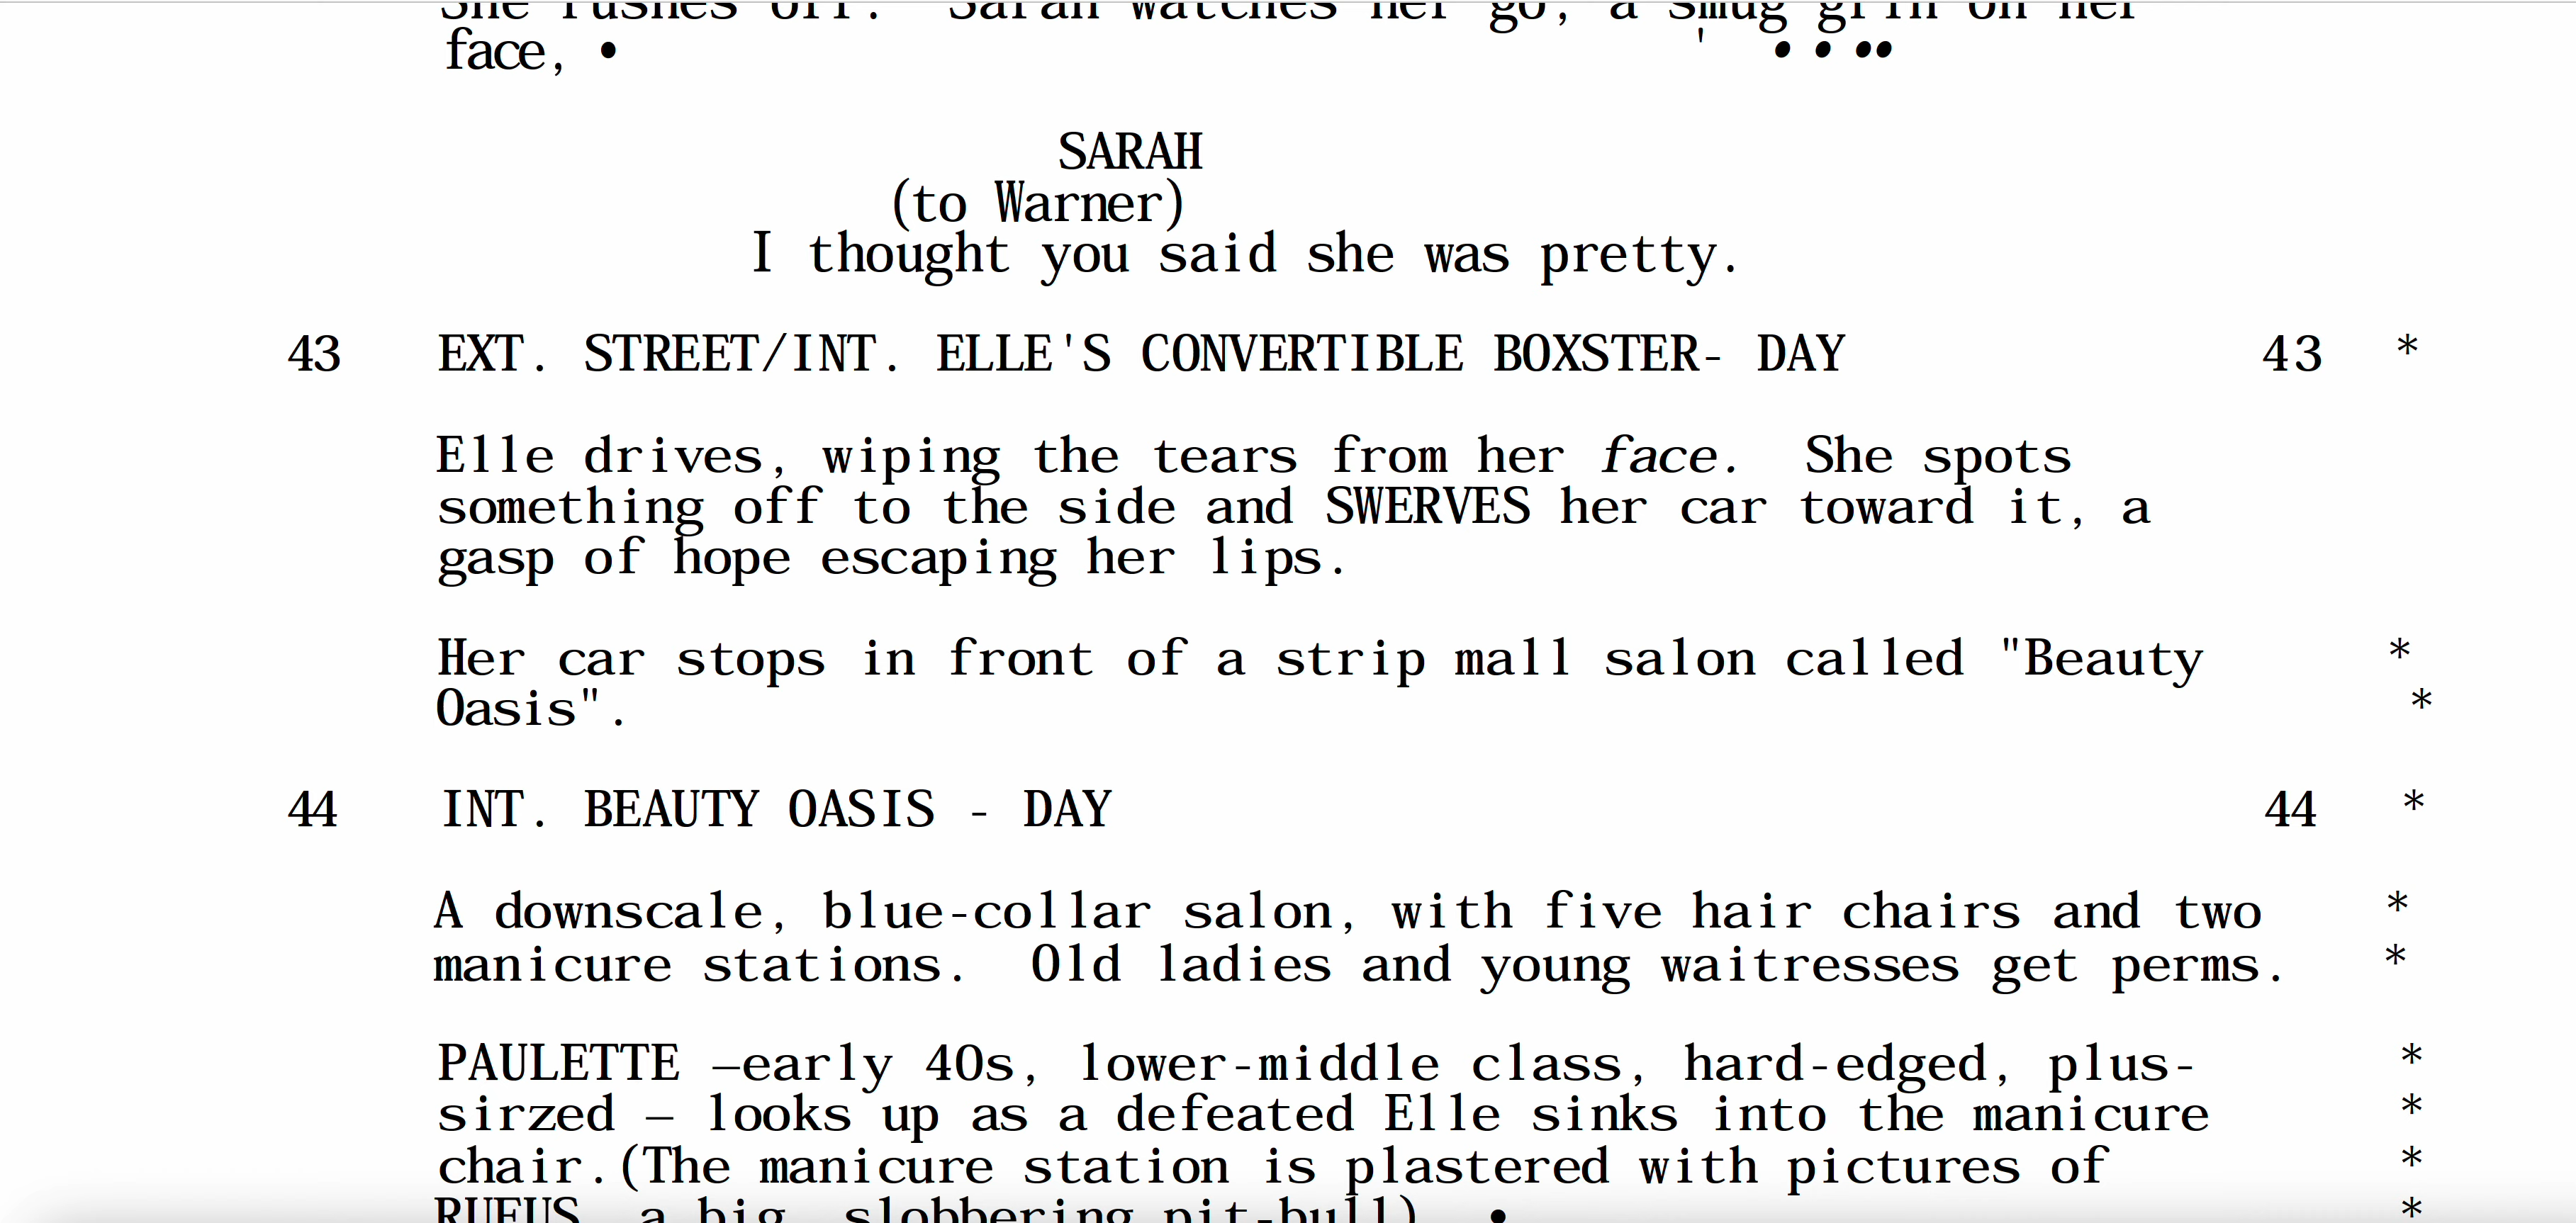 She rushes off. Sarah watches her go, a smug grin on her
face, • ' • • ••
SARAH
(to Warner)
I thought you said she was pretty.
43 EXT. STREET/INT. ELLE'S CONVERTIBLE BOXSTER- DAY 43 *
Elle drives, wiping the tears from her face. She spots
something off to the side and SWERVES her car toward it, a
gasp of hope escaping her lips.
Her car stops in front of a strip mall salon called "Beauty *
Oasis". *
44 INT. BEAUTY OASIS - DAY 44 *
A downscale, blue-collar salon, with five hair chairs and two *
manicure stations. Old ladies and young waitresses get perms. *
PAULETTE –early 40s, lower-middle class, hard-edged, plus- *
sirzed – looks up as a defeated Elle sinks into the manicure *
chair.(The manicure station is plastered with pictures of *
RUFUS, a big, slobbering pit-bull) • *